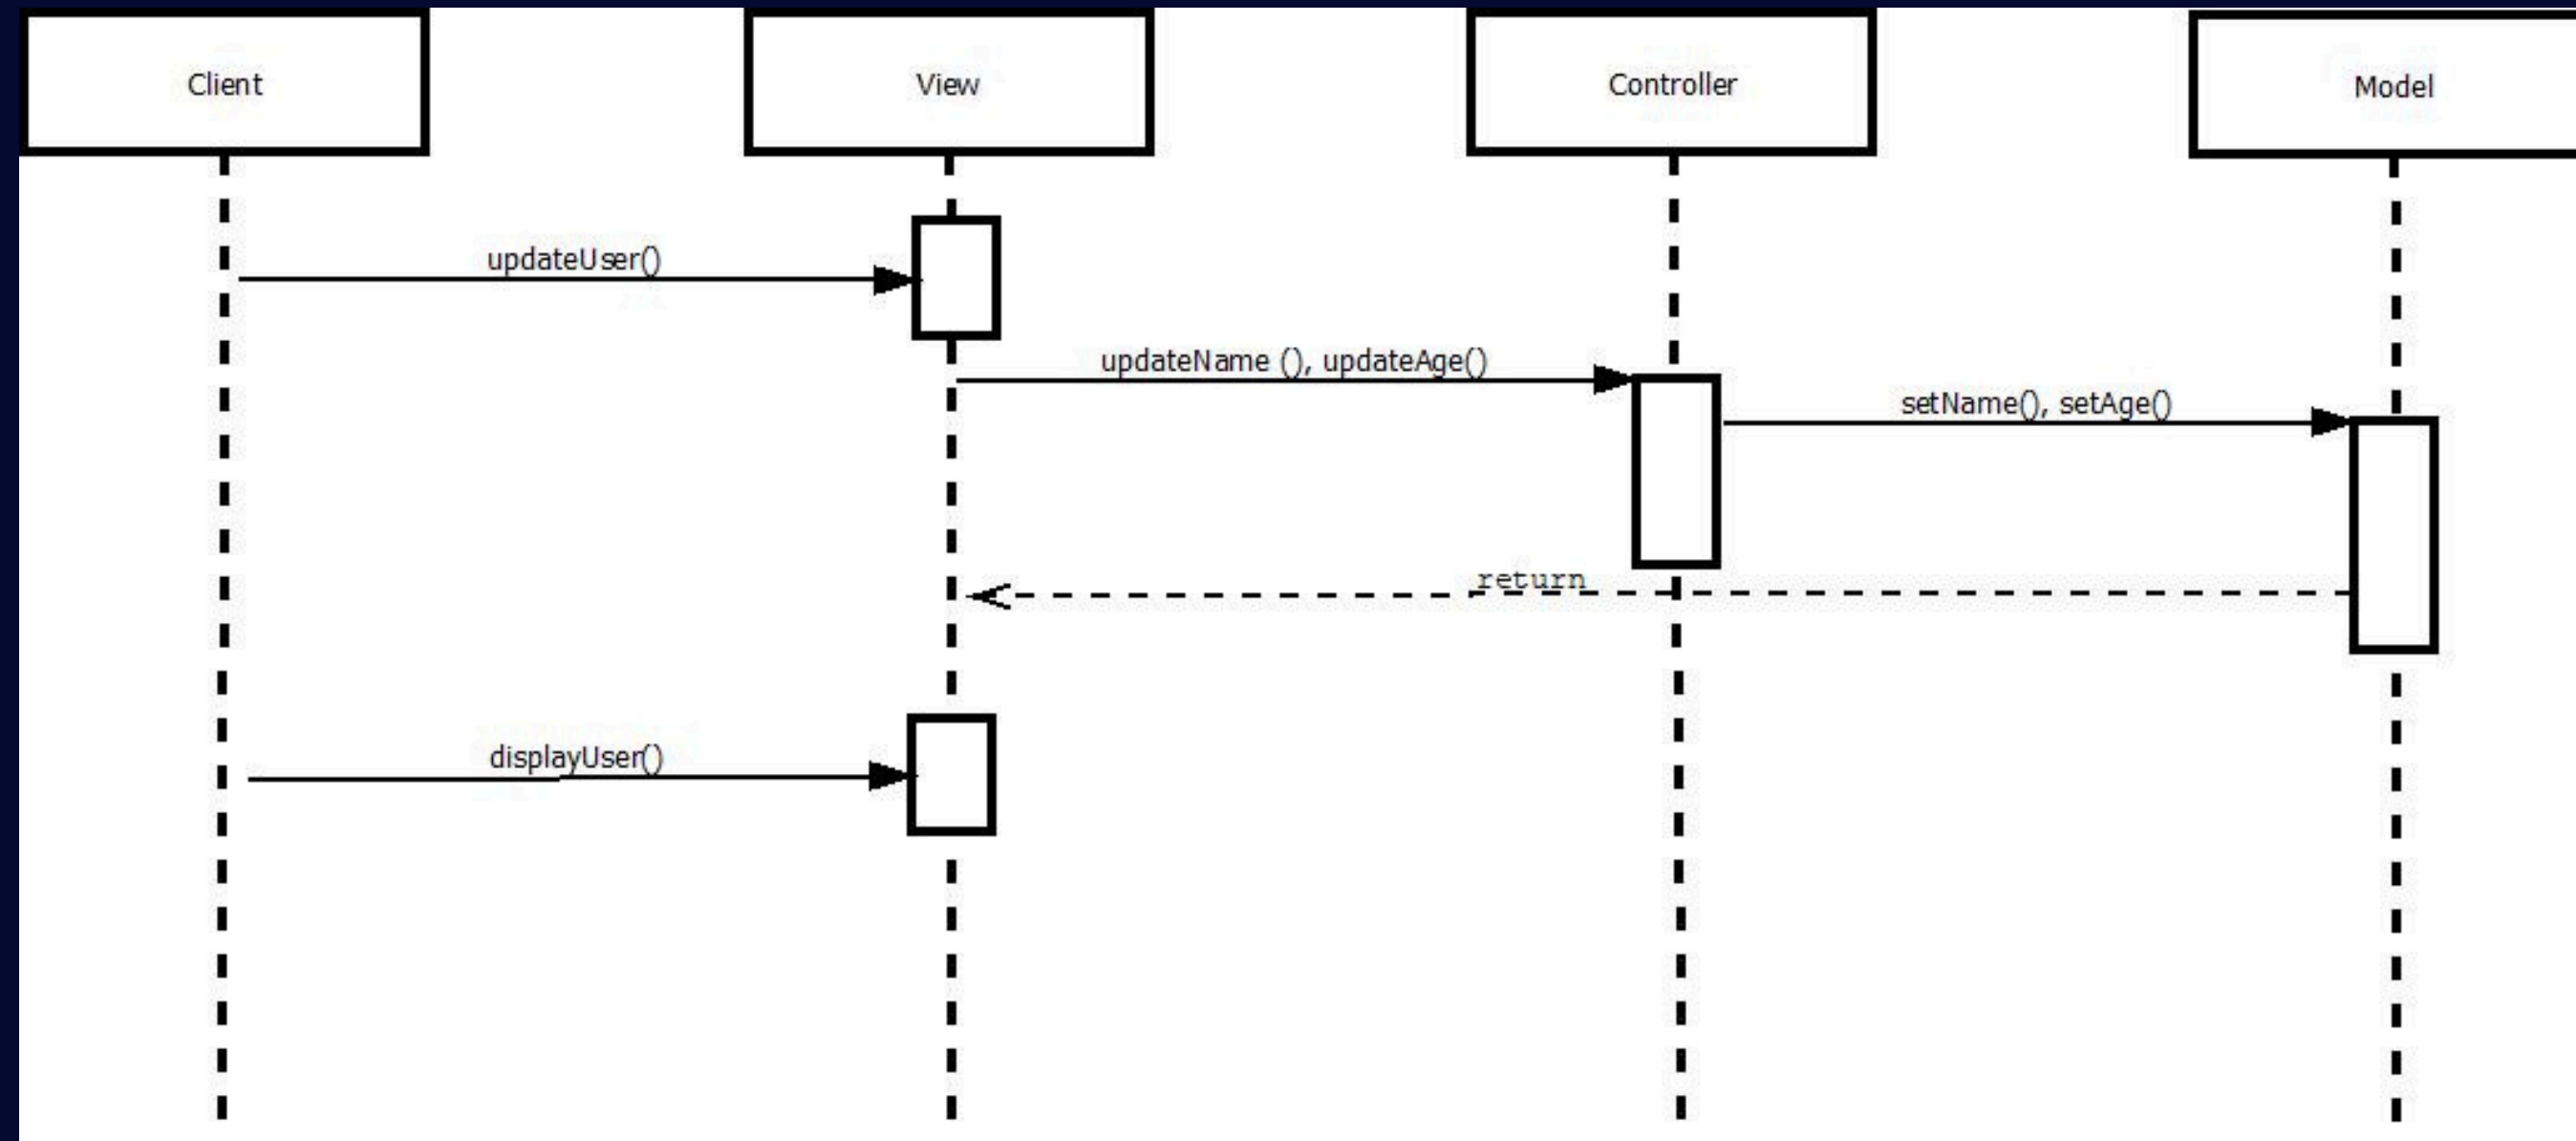 Client
View
Controller
Model
updateUser()
updateName (), updateAge()
setName(), setAge()
return
displayUser()